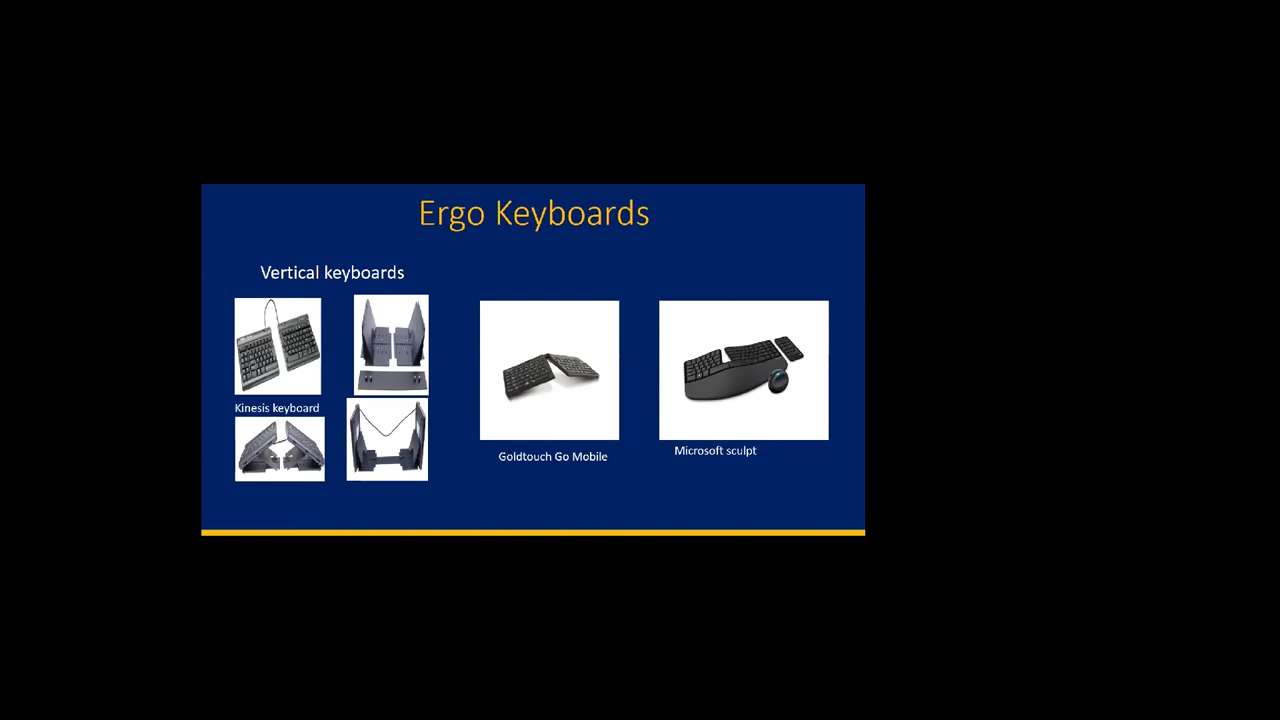 Ergo Keyboards
Vertical keyboards
Kinesis keyboard
Goldtouch Go Mobile
Microsoft sculpt